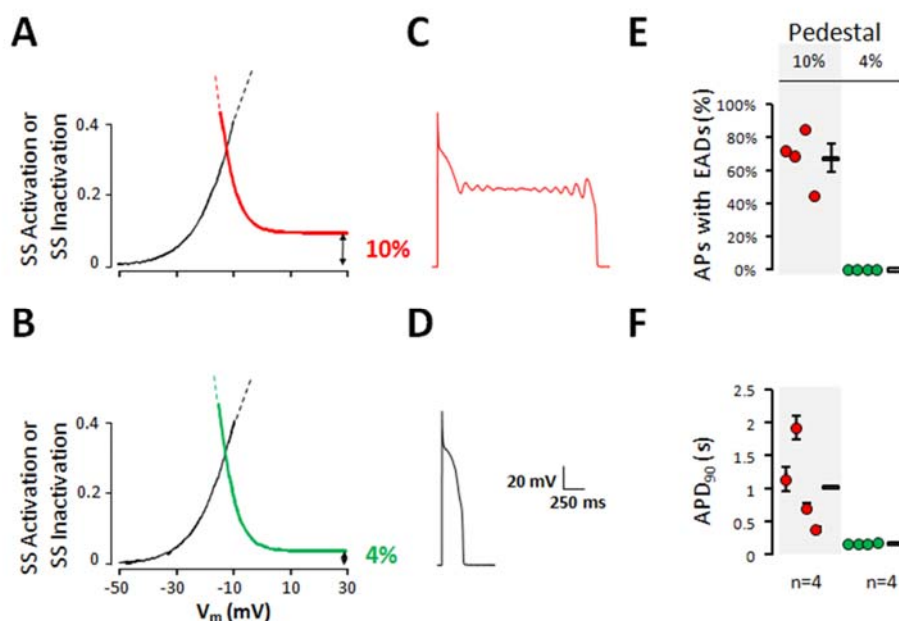 A
SS Activation or
SS Inactivation
0.4
0.2
0
10%
B
SS Activation or
SS Inactivation
0.4
0.2
0
4%
-50
-30
-10
10
30
Vm (mV)
C
D
20 mV
250 ms
E
Pedestal
10%
4%
APs with EADs (%)
100%
80%
60%
40%
20%
0%
F
APD90 (s)
2.5
2
1.5
1
0.5
0
n=4
n=4